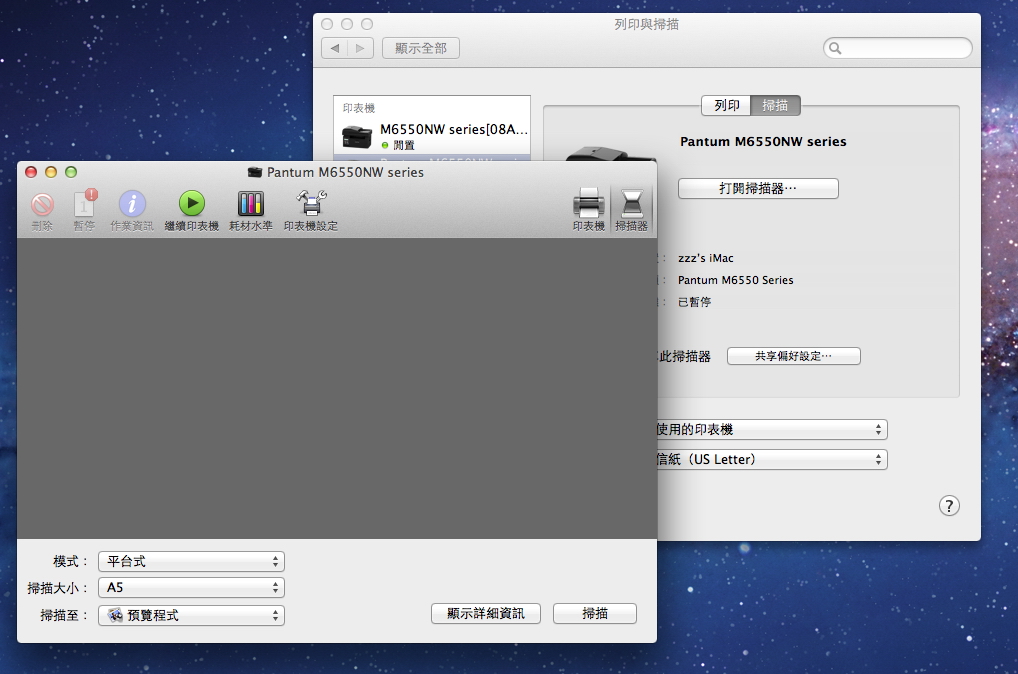 列印與掃描
顯示全部
印表機
M6550NW series[08A...
閒置
列印 掃描
Pantum M6550NW series
打開掃描器⋯
zzz's iMac
Pantum M6550 Series
已暫停
此掃描器
共享偏好設定⋯
使用的印表機
信紙（US Letter）
?
Pantum M6550NW series
刪除 暫停 作業資訊 繼續印表機 耗材水準 印表機設定 印表機 掃描器
模式： 平台式
掃描大小： A5
掃描至： 預覽程式
顯示詳細資訊 掃描